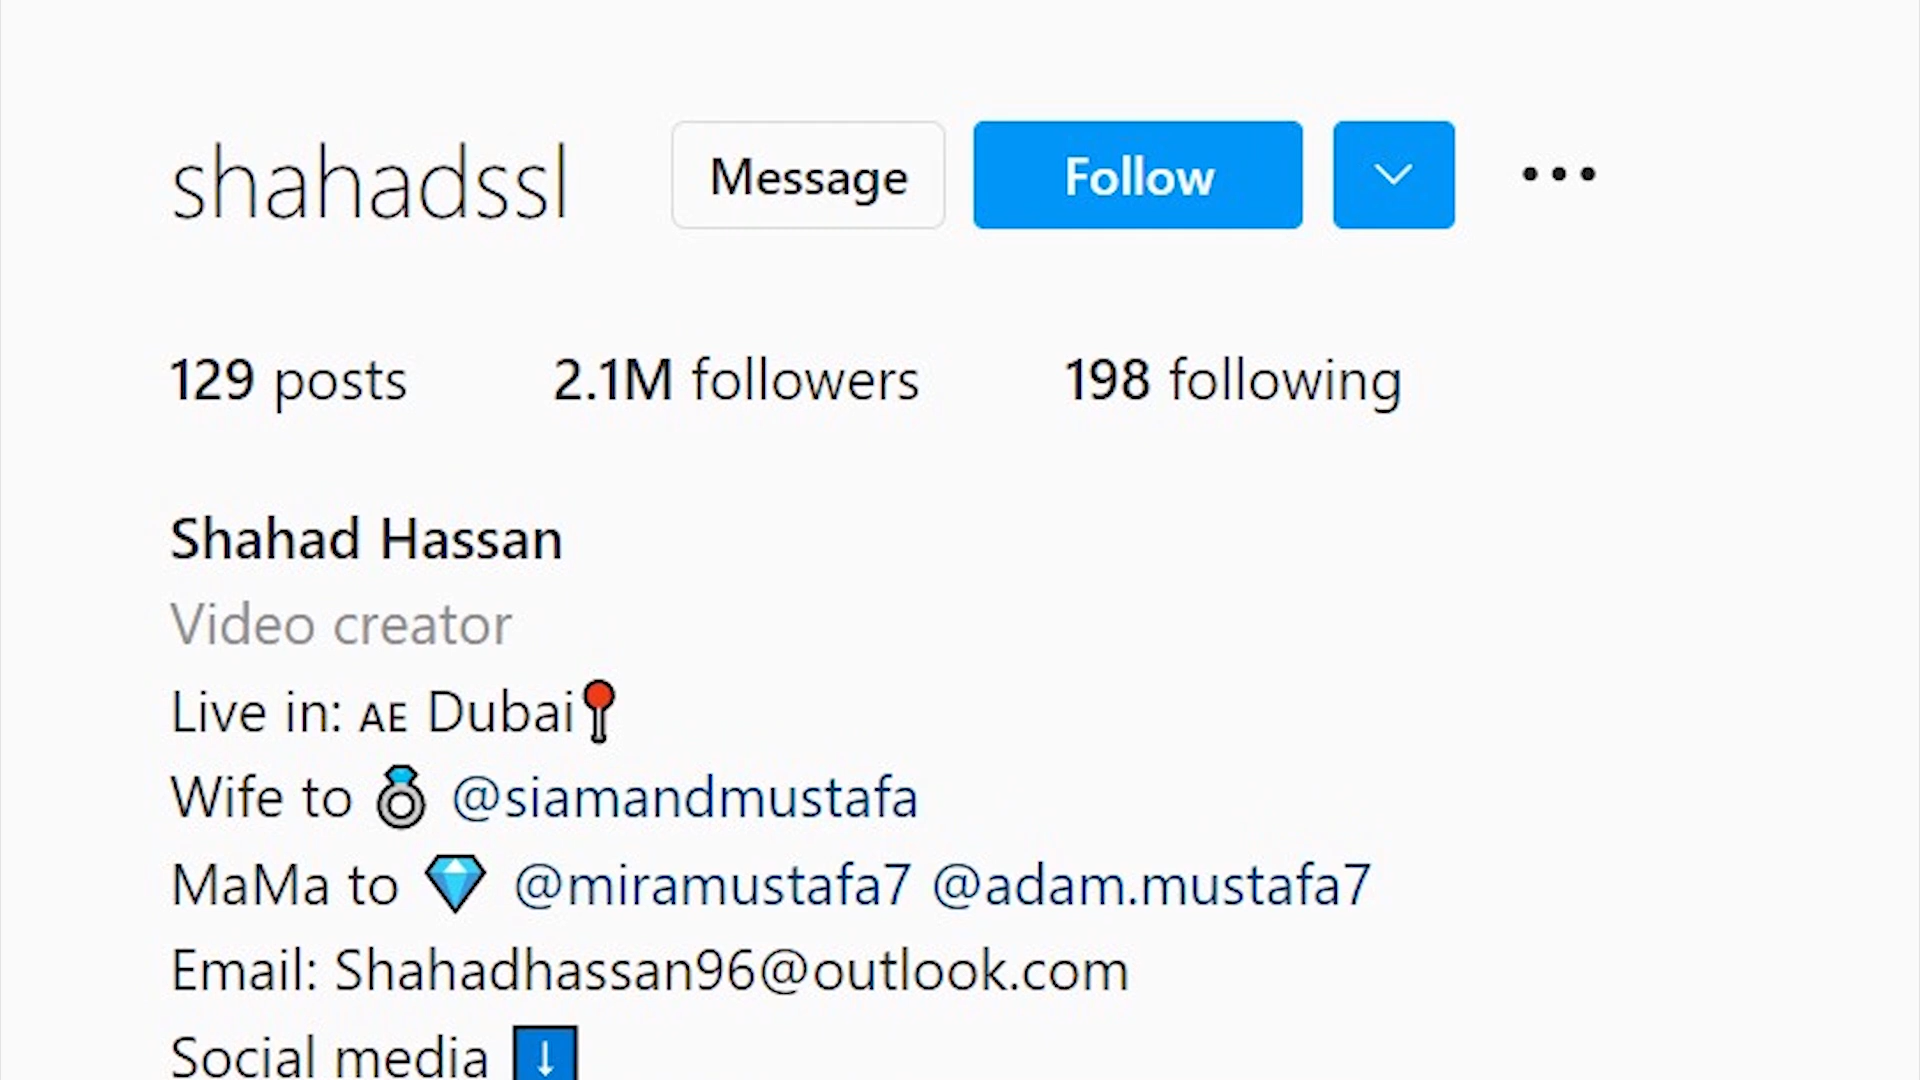 shahadssl Message Follow
129 posts 2.1M followers 198 following
Shahad Hassan
Video creator
Live in: AE Dubai📍
Wife to 💍 @siamandmustafa
MaMa to 💎 @miramustafa7 @adam.mustafa7
Email: Shahadhassan96@outlook.com
Social media ⬇️